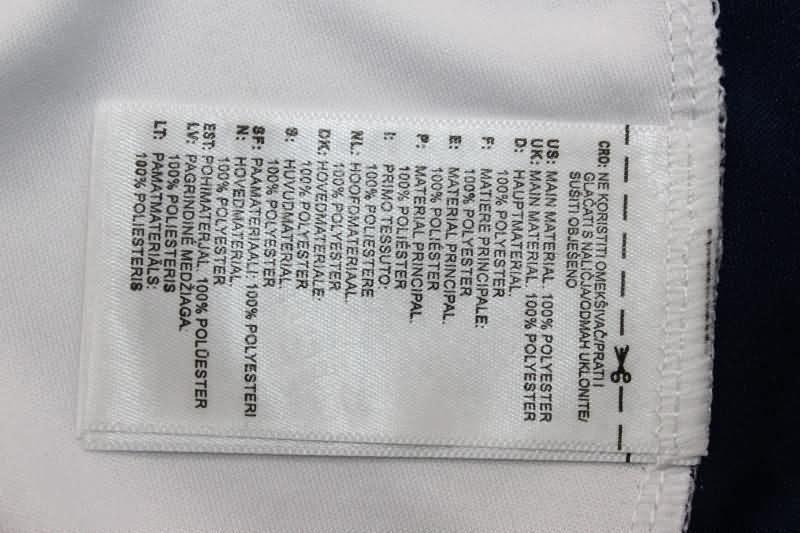 CRO: NE KORISTITI OMEKŠIVAČ/PRATI I
GLAČATI S NALIČJA/ODMAH UKLONITE/
SUŠITI OBJEŠENO
US: MAIN MATERIAL. 100% POLYESTER
UK: MAIN MATERIAL. 100% POLYESTER
D: HAUPTMATERIAL.
100% POLYESTER
F: MATIERE PRINCIPALE:
100% POLYESTER
E: MATERIAL PRINCIPAL.
100% POLIÉSTER
P: MATERIAL PRINCIPAL.
100% POLIÉSTER
I: PRIMO TESSUTO:
100% POLIESTERE
NL: HOOFDMATERIAAL.
100% POLYESTER
DK: HOVEDMATERIALE:
100% POLYESTER
S: HUVUDMATERIAL.
100% POLYESTER
SF: PÄÄMATERIAALI: 100% POLYESTERI
N: HOVEDMATERIAL.
100% POLYESTER
EST: POHIMATERJAL. 100% POLÜESTER
LV: PAGRINDINĖ MEDŽIAGA.
100% POLIESTERIS
LT: PAMATMATERIĀLS:
100% POLIESTERIS